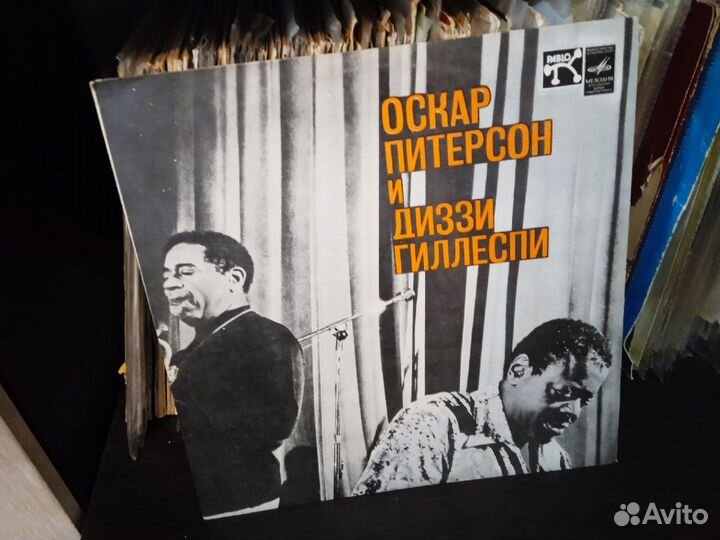 PABLO
МЕЛОДИЯ
ОСКАР
ПИТЕРСОН
И
ДИЗЗИ
ГИЛЛЕСПИ
Avito